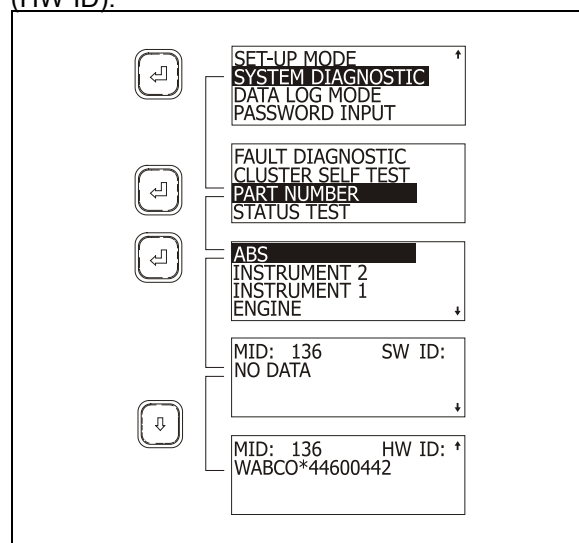 (HW ID).
SET-UP MODE
SYSTEM DIAGNOSTIC
DATA LOG MODE
PASSWORD INPUT
FAULT DIAGNOSTIC
CLUSTER SELF TEST
PART NUMBER
STATUS TEST
ABS
INSTRUMENT 2
INSTRUMENT 1
ENGINE
MID: 136 SW ID:
NO DATA
MID: 136 HW ID:
WABCO*44600442